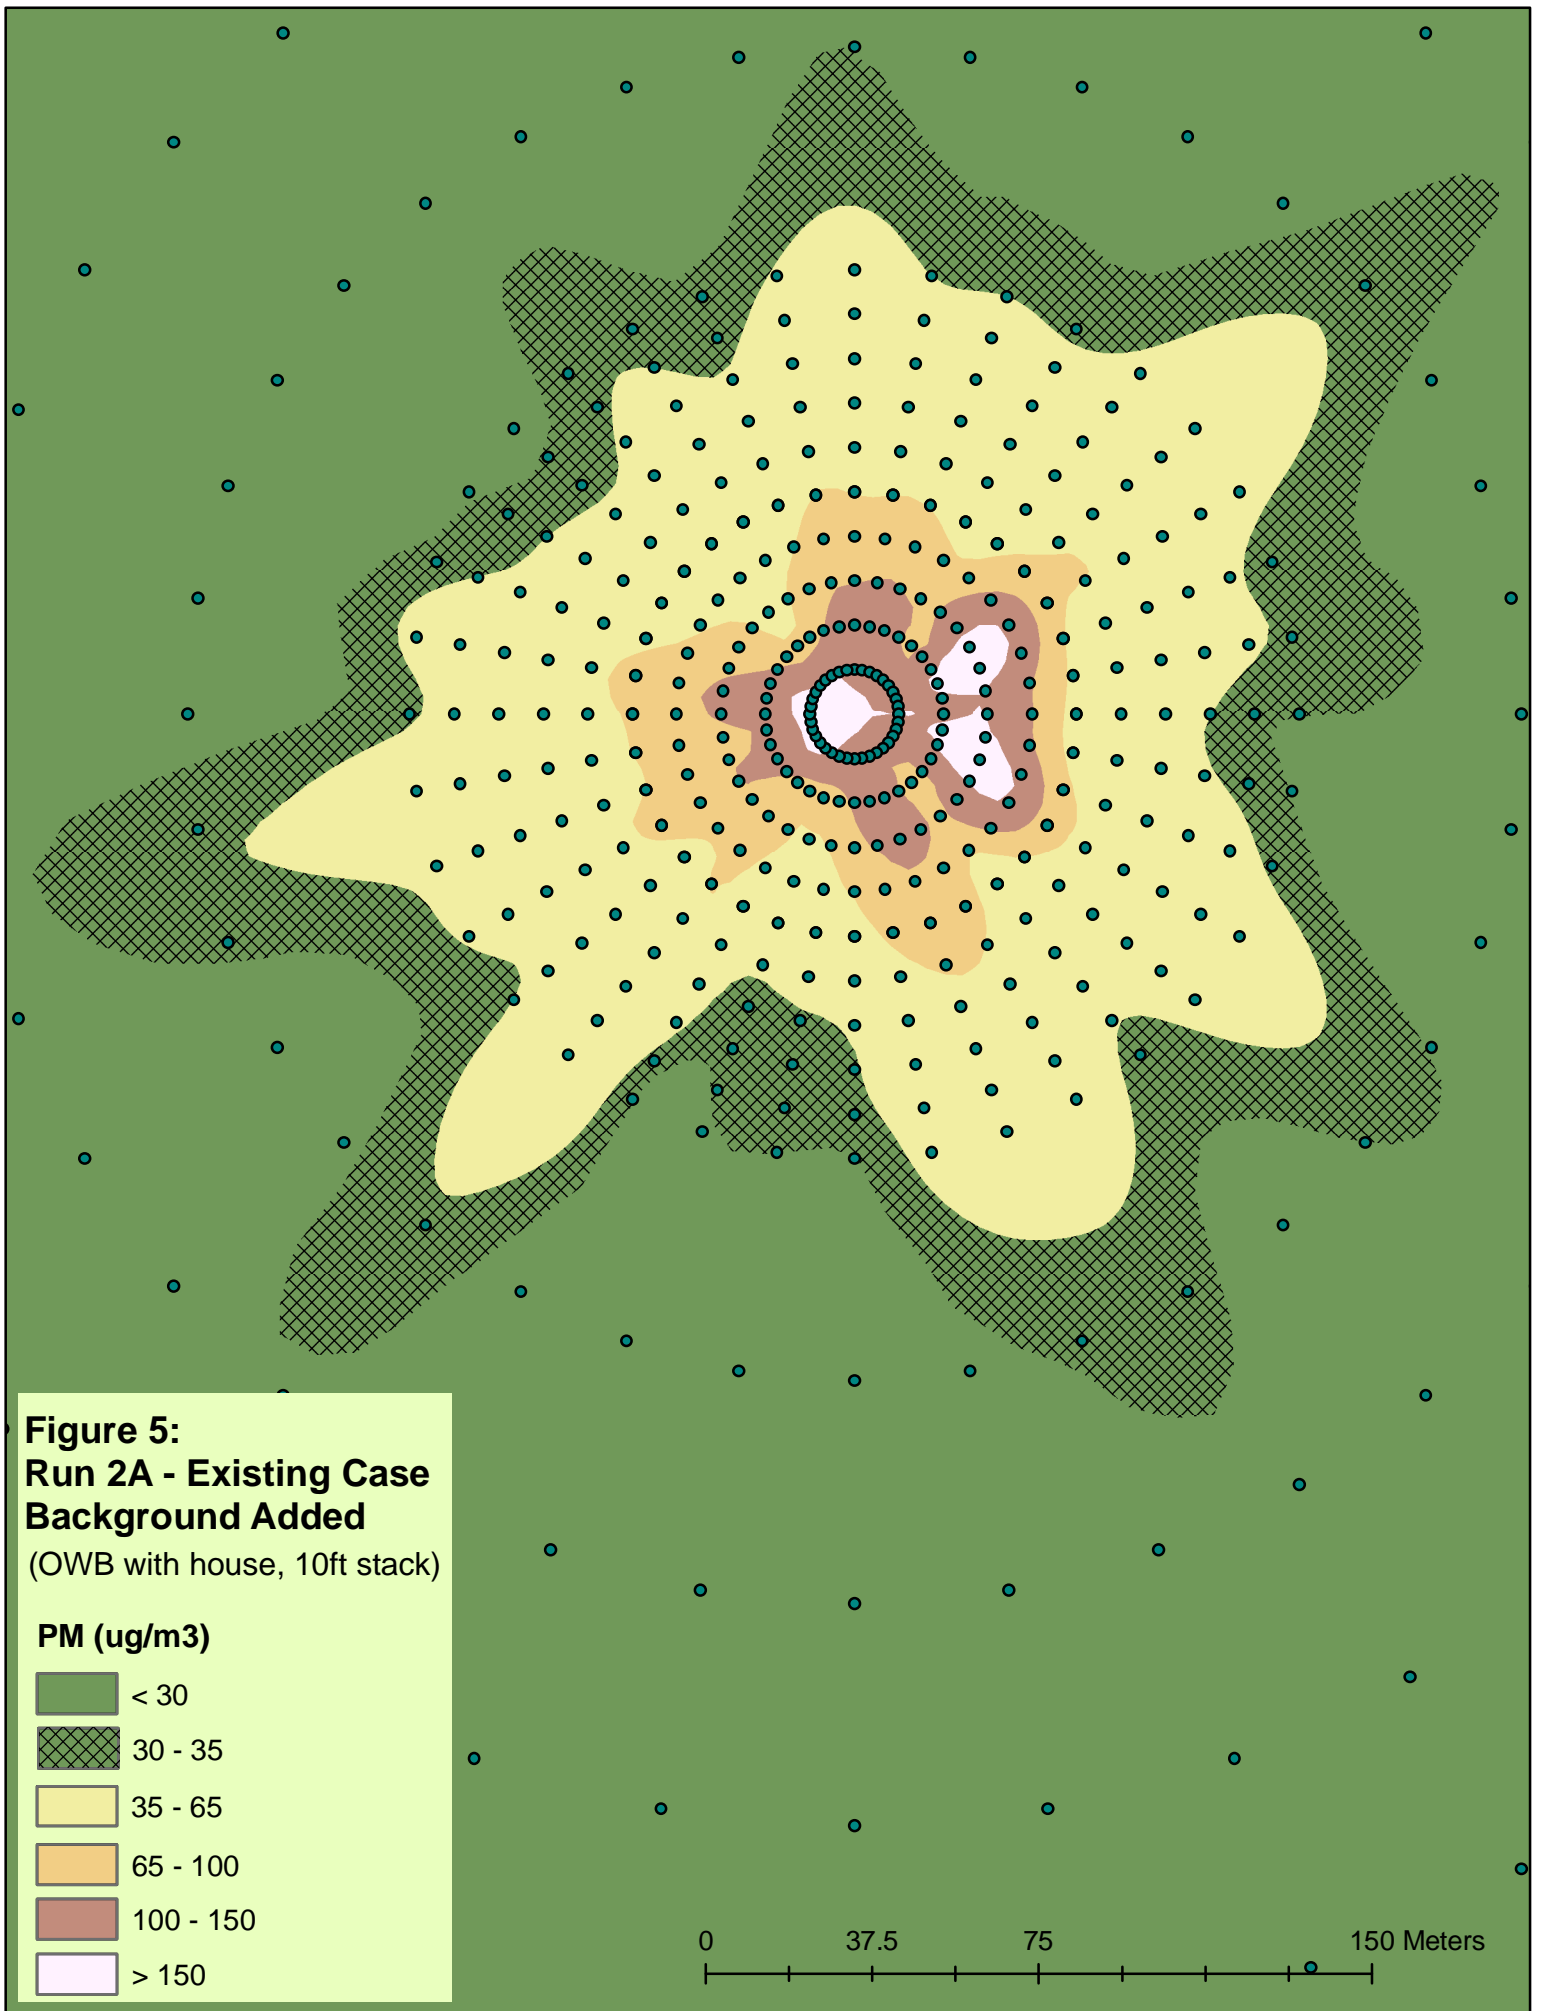 Figure 5:
Run 2A - Existing Case
Background Added
(OWB with house, 10ft stack)
PM (ug/m3)
< 30
30 - 35
35 - 65
65 - 100
100 - 150
> 150
0 37.5 75 150 Meters